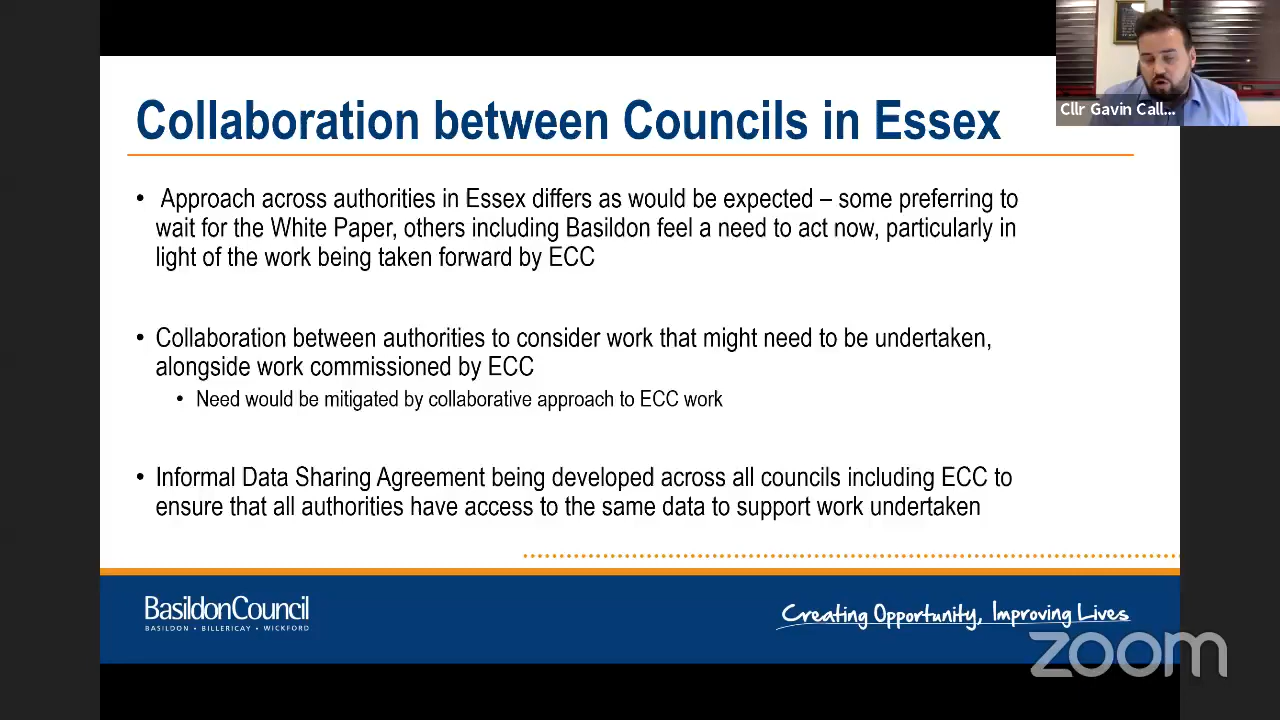 Cllr Gavin Call...
Collaboration between Councils in Essex
• Approach across authorities in Essex differs as would be expected – some preferring to
wait for the White Paper, others including Basildon feel a need to act now, particularly in
light of the work being taken forward by ECC
• Collaboration between authorities to consider work that might need to be undertaken,
alongside work commissioned by ECC
• Need would be mitigated by collaborative approach to ECC work
• Informal Data Sharing Agreement being developed across all councils including ECC to
ensure that all authorities have access to the same data to support work undertaken
BasildonCouncil
BASILDON • BILLERICAY • WICKFORD
Creating Opportunity, Improving Lives
zoom